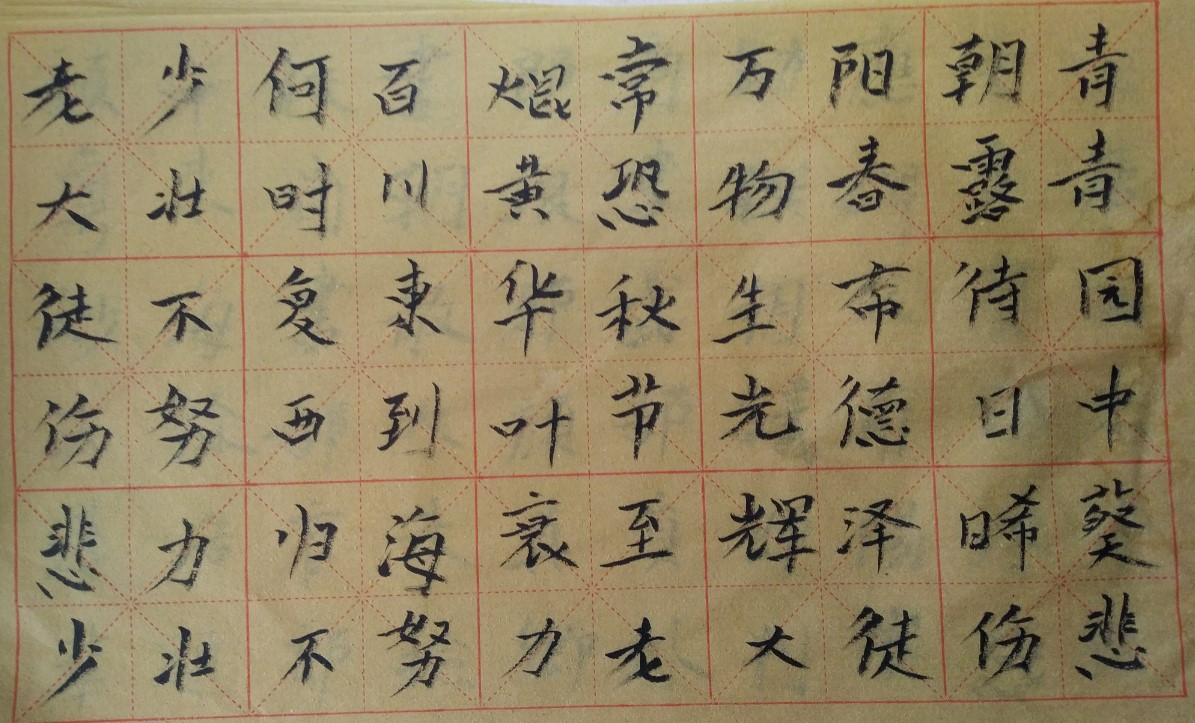 青青园中葵
朝露待日晞
阳春布德泽
万物生光辉
常恐秋节至
焜黄华叶衰
百川东到海
何时复西归
少壮不努力
老大徒伤悲
少壮不努力老大徒伤悲